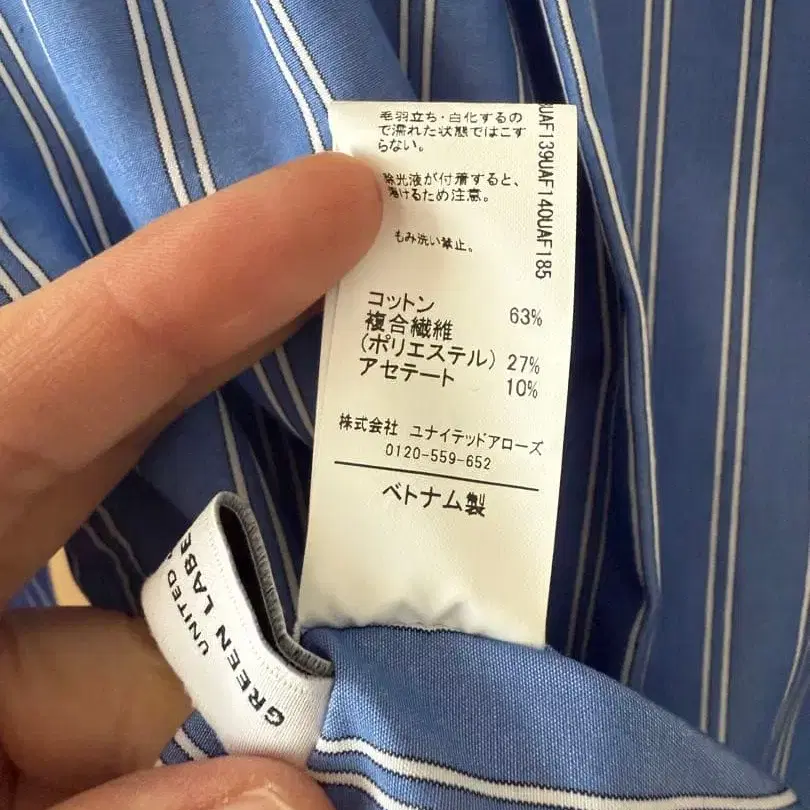 毛羽立ち・白化するの
で濡れた状態ではこす
らない。
除光液が付着すると、
溶けるため注意。
もみ洗い禁止。
UAF139UAF140UAF185
コットン 63%
複合繊維
(ポリエステル) 27%
アセテート 10%
株式会社 ユナイテッドアローズ
0120-559-652
ベトナム製
UNITED
GREEN LABE